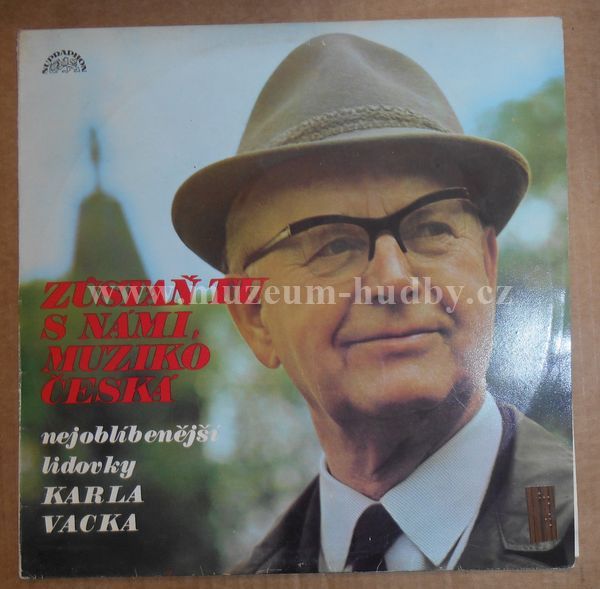 SUPRAPHON
ZŮSTAŇ TU
S NÁMI,
MUZIKO
ČESKÁ
www.muzeum-hudby.cz
nejoblíbenější
lidovky
KARLA
VACKA